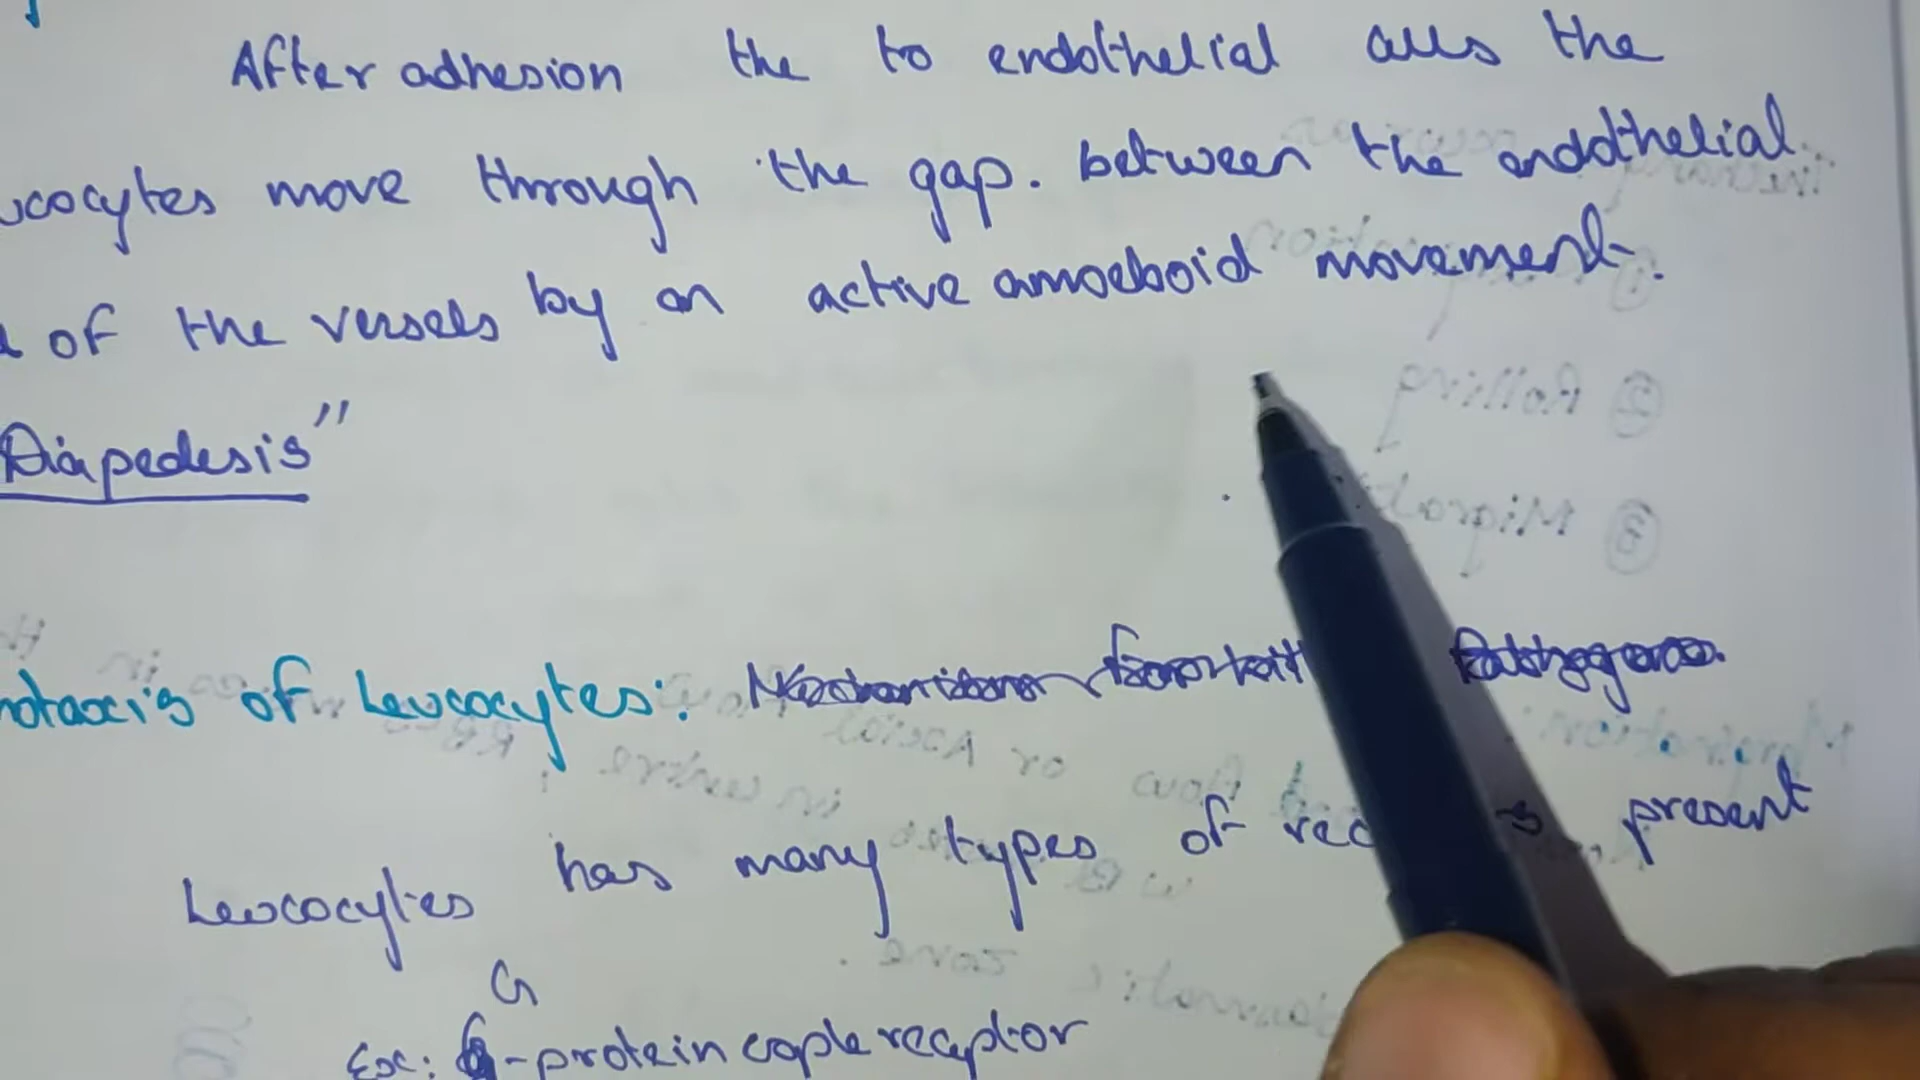 After adhesion the to endothelial cells the
ucocytes move through the gap. between the endothelial
of the vessels by an active amoeboid movement.
Diapedesis"
otaxis of Leucocytes:
Leucocytes has many types of rec s present
G
Ex: -protein cople receptor